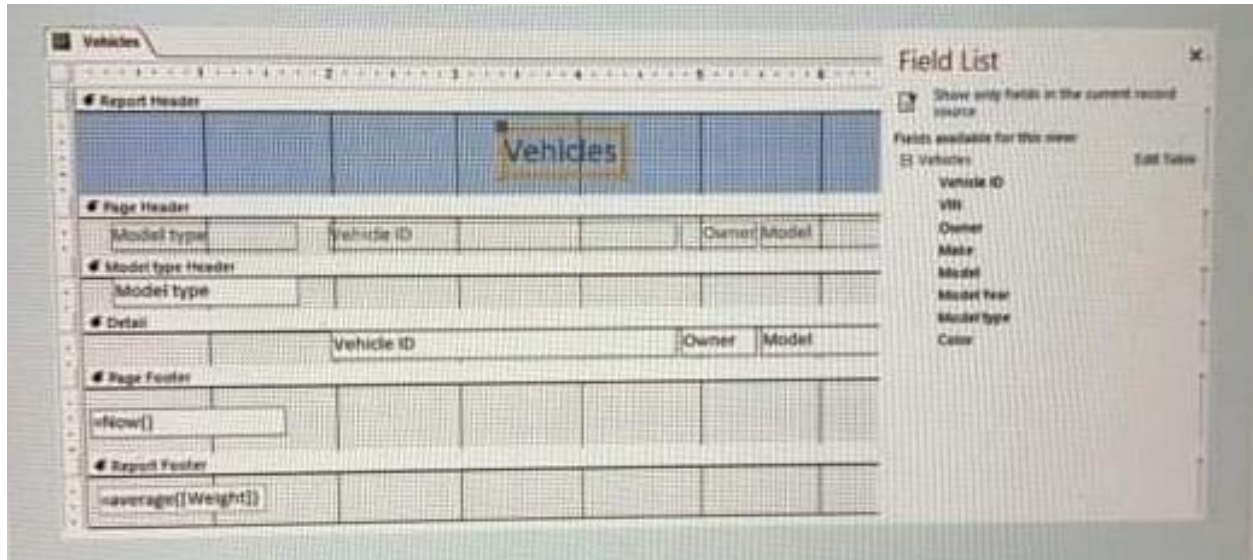 Vehicles
Field List
Show only fields in the current record
source
Report Header
Vehicles
Fields available for this view:
Vehicles Edit Table
Vehicle ID
VIN
Owner
Make
Model
Model Year
Model type
Color
Page Header
Model type Vehicle ID Owner Model
Model type Header
Model type
Detail
Vehicle ID Owner Model
Page Footer
=Now()
Report Footer
=average([Weight])